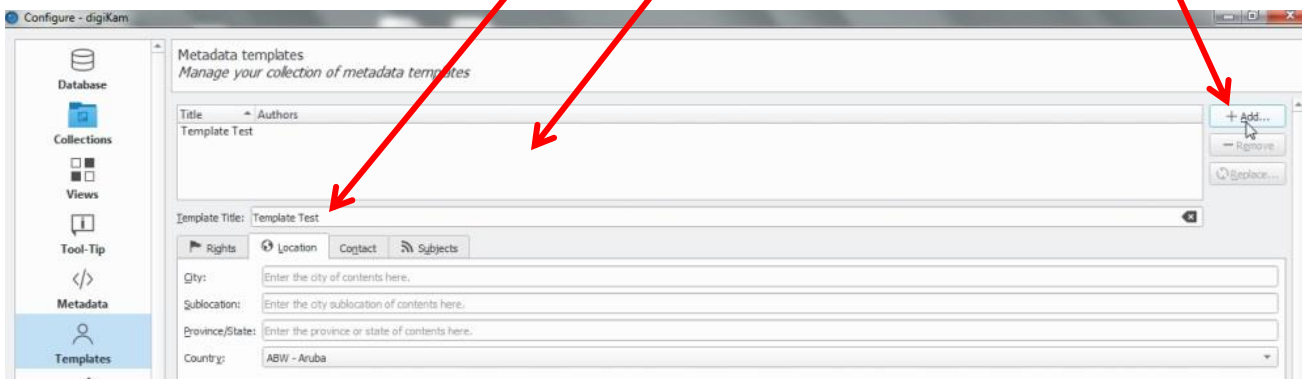 Configure - digiKam
Database
Collections
Views
Tool-Tip
Metadata
Templates
Metadata templates
Manage your collection of metadata templates
Title Authors
Template Test
+ Add...
Remove
Replace...
Template Title: Template Test
Rights Location Contact Subjects
City: Enter the city of contents here.
Sublocation: Enter the city sublocation of contents here.
Province/State: Enter the province or state of contents here.
Country: ABW - Aruba